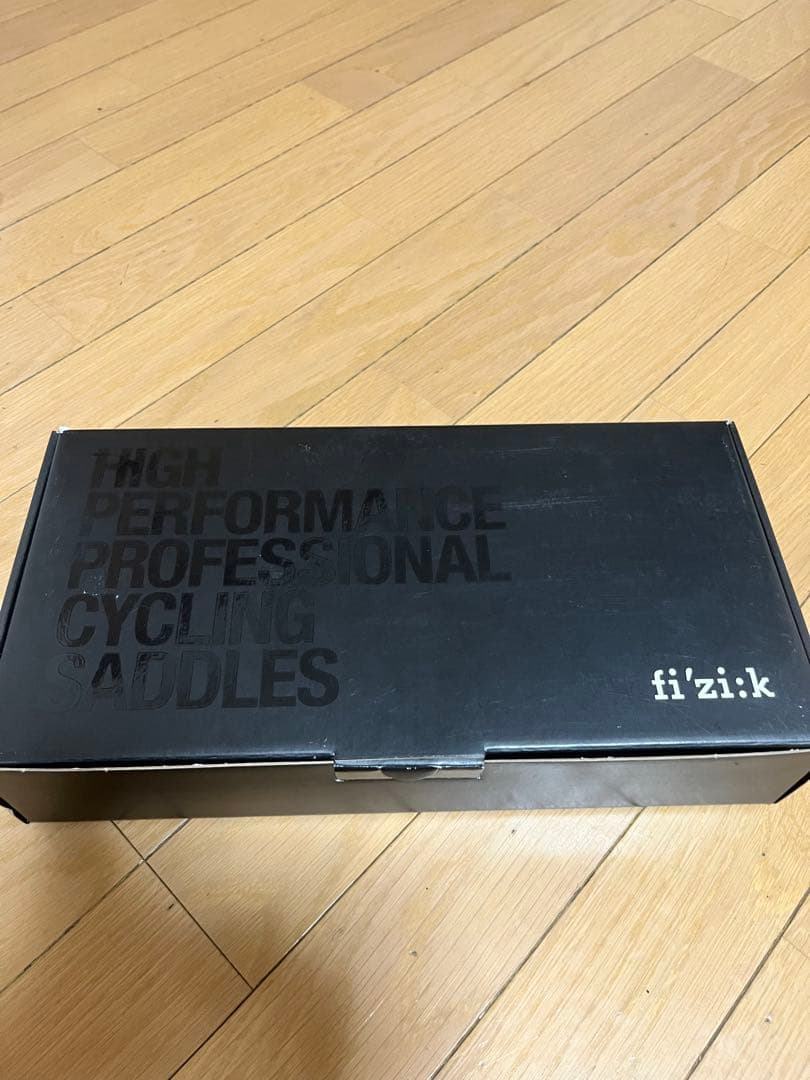 HIGH
PERFORMANCE
PROFESSIONAL
CYCLING
SADDLES
fi'zi:k